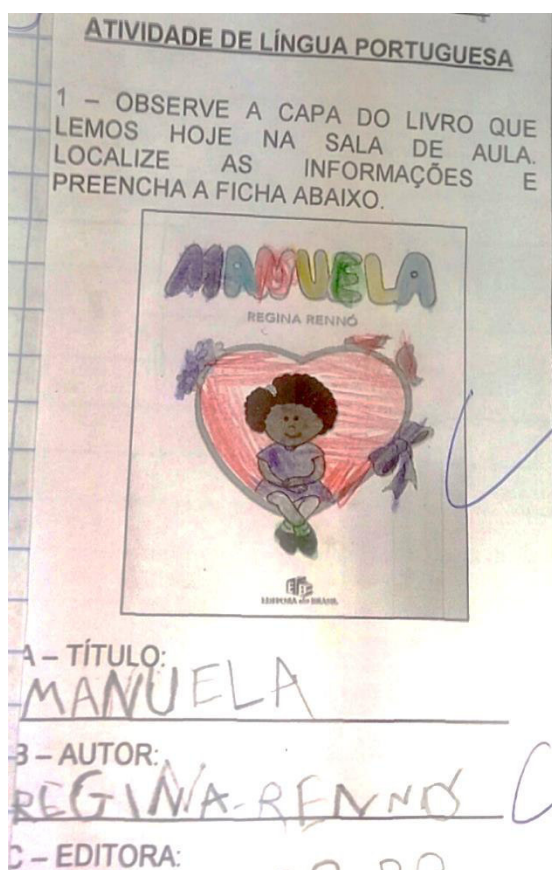 ATIVIDADE DE LÍNGUA PORTUGUESA
1 – OBSERVE A CAPA DO LIVRO QUE
LEMOS HOJE NA SALA DE AULA.
LOCALIZE AS INFORMAÇÕES E
PREENCHA A FICHA ABAIXO.
MANUELA
REGINA RENNÓ
EDITORA do BRASIL
A – TÍTULO:
MANUELA
B – AUTOR:
REGINA-RENNÓ
C – EDITORA: